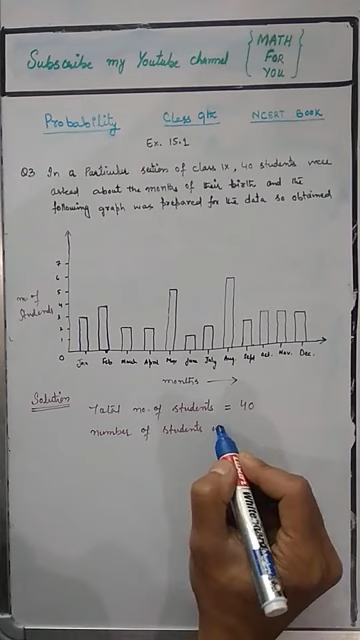 Subscribe my Youtube channel
{ MATH FOR YOU }
Probability Class 9th NCERT BOOK
Ex. 15.1
Q3 In a Particular section of class IX, 40 students were
asked about the months of their birth and the
following graph was prepared for the data so obtained
no of
Students
7
6
5
4
3
2
1
0
Jan Feb March April May June July Aug. Sept Oct. Nov. Dec.
months
Solution
Total no. of students = 40
number of students